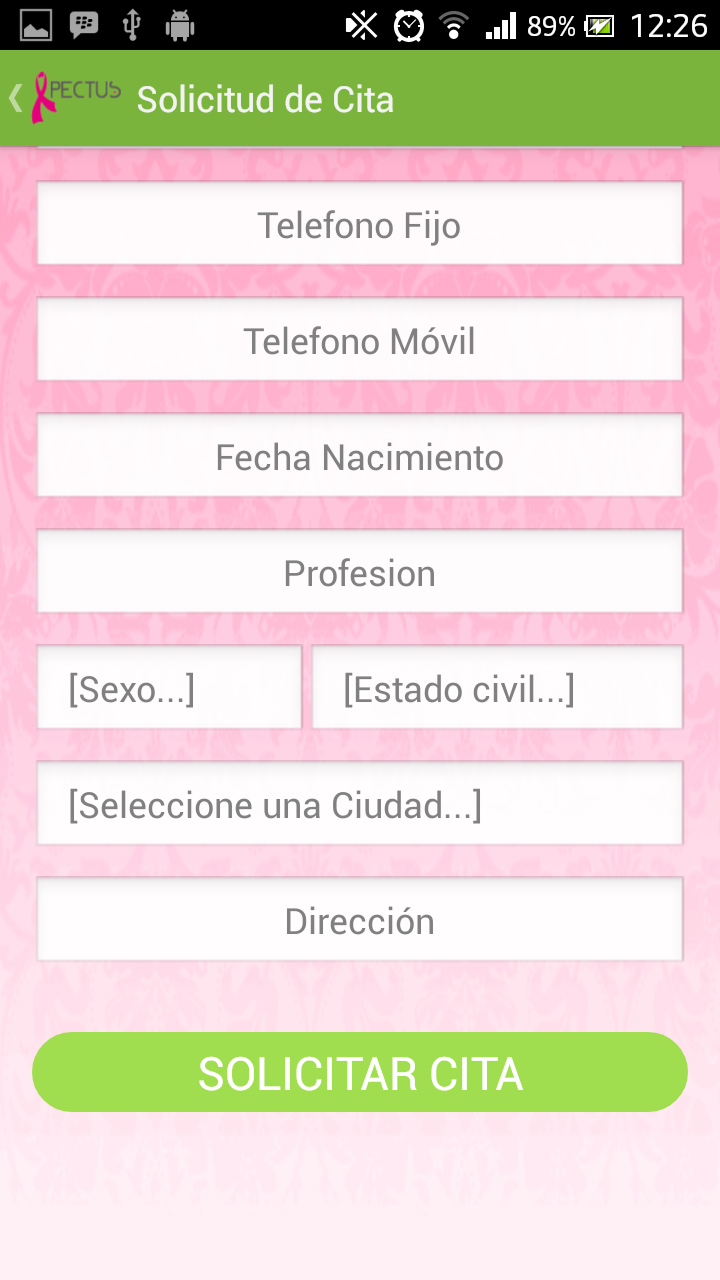 89% 12:26
PECTUS Solicitud de Cita
Telefono Fijo
Telefono Móvil
Fecha Nacimiento
Profesion
[Sexo...] [Estado civil...]
[Seleccione una Ciudad...]
Dirección
SOLICITAR CITA